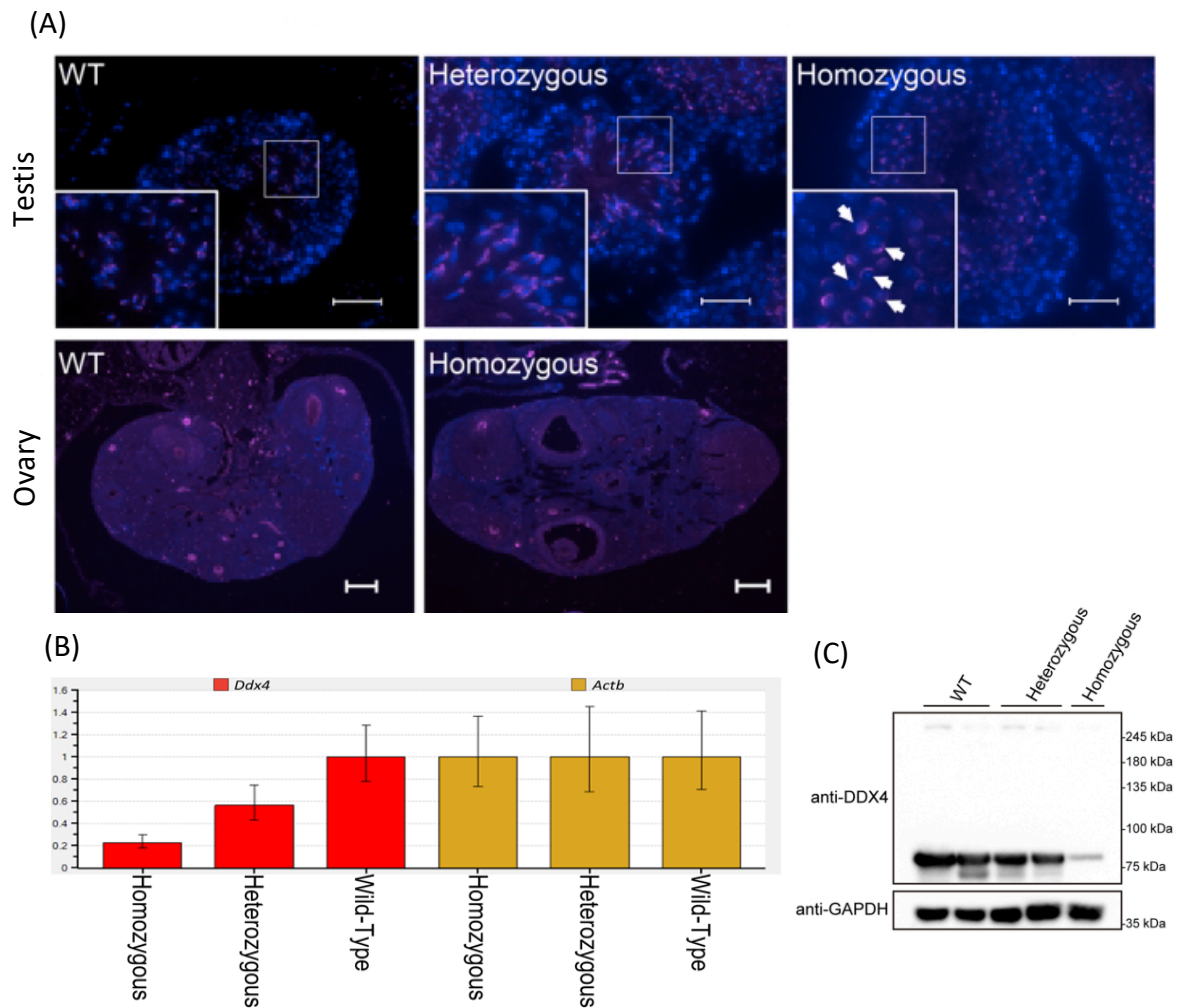 (A)
WT
Heterozygous
Homozygous
Testis
WT
Homozygous
Ovary
(B)
Ddx4
Actb
1.6
1.4
1.2
1
0.8
0.6
0.4
0.2
0
Homozygous
Heterozygous
Wild-Type
Homozygous
Heterozygous
Wild-Type
(C)
WT
Heterozygous
Homozygous
anti-DDX4
-245 kDa
-180 kDa
-135 kDa
-100 kDa
-75 kDa
anti-GAPDH
-35 kDa